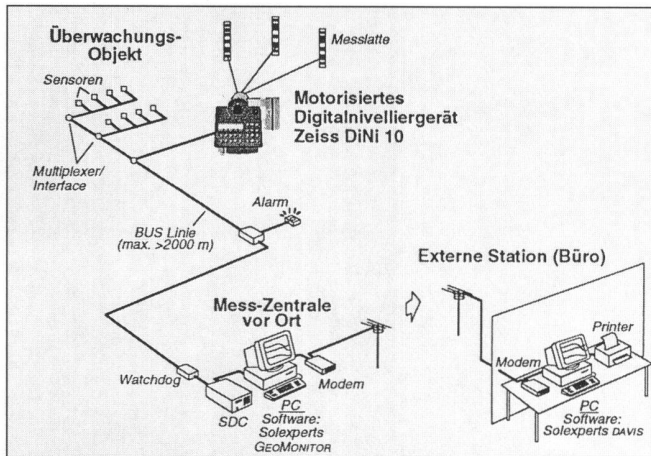 Überwachungs-
Objekt
Sensoren
Messlatte
Motorisiertes
Digitalnivelliergerät
Zeiss DiNi 10
Multiplexer/
Interface
BUS Linie
(max. >2000 m)
Alarm
Externe Station (Büro)
Mess-Zentrale
vor Ort
Printer
Watchdog
Modem
Modem
SDC
PC
Software:
Solexperts
GEOMONITOR
PC
Software:
Solexperts DAVIS